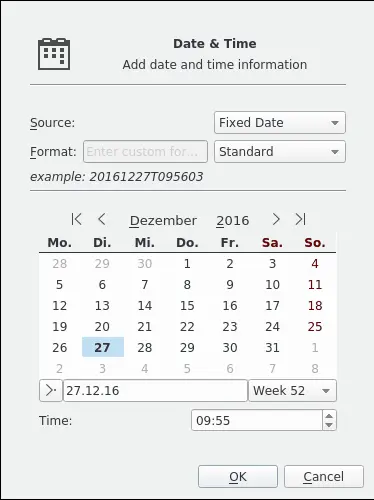 Date & Time
Add date and time information
Source: Fixed Date
Format: Enter custom for... Standard
example: 20161227T095603
Dezember 2016
Mo. Di. Mi. Do. Fr. Sa. So.
28 29 30 1 2 3 4
5 6 7 8 9 10 11
12 13 14 15 16 17 18
19 20 21 22 23 24 25
26 27 28 29 30 31 1
2 3 4 5 6 7 8
27.12.16 Week 52
Time: 09:55
OK Cancel